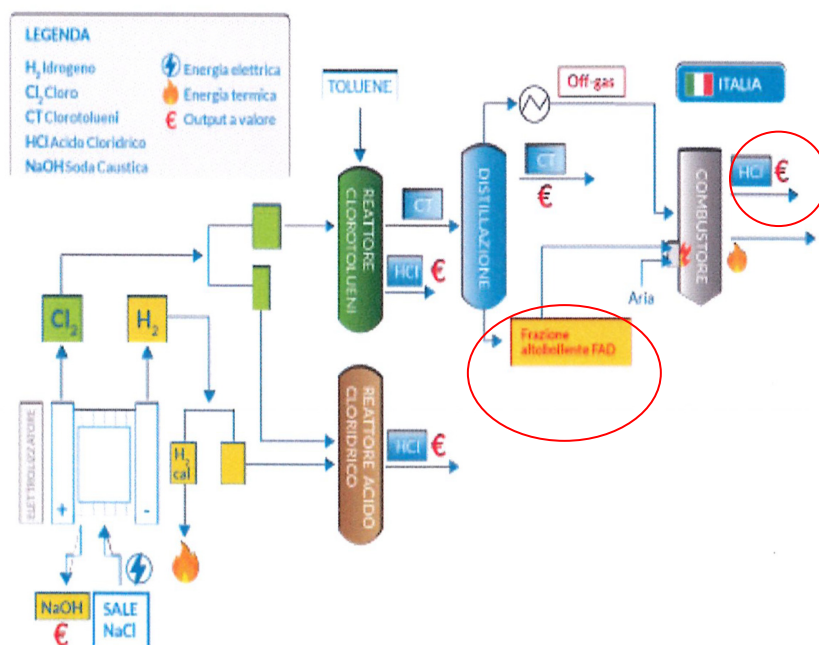 LEGENDA
H₂ Idrogeno
Cl₂ Cloro
CT Clorotolueni
HCl Acido Cloridrico
NaOH Soda Caustica
Energia elettrica
Energia termica
€ Output a valore
TOLUENE
Off-gas
ITALIA
REATTORE
CLOROTOLUENI
CT
HCl €
DISTILLAZIONE
CT
€
COMBUSTORE
HCl €
Aria
Frazione
altobollente FAD
Cl₂
H₂
ELETTROLIZZATORE
+
-
H₂
cal
REATTORE ACIDO
CLORIDRICO
HCl €
NaOH
€
SALE
NaCl